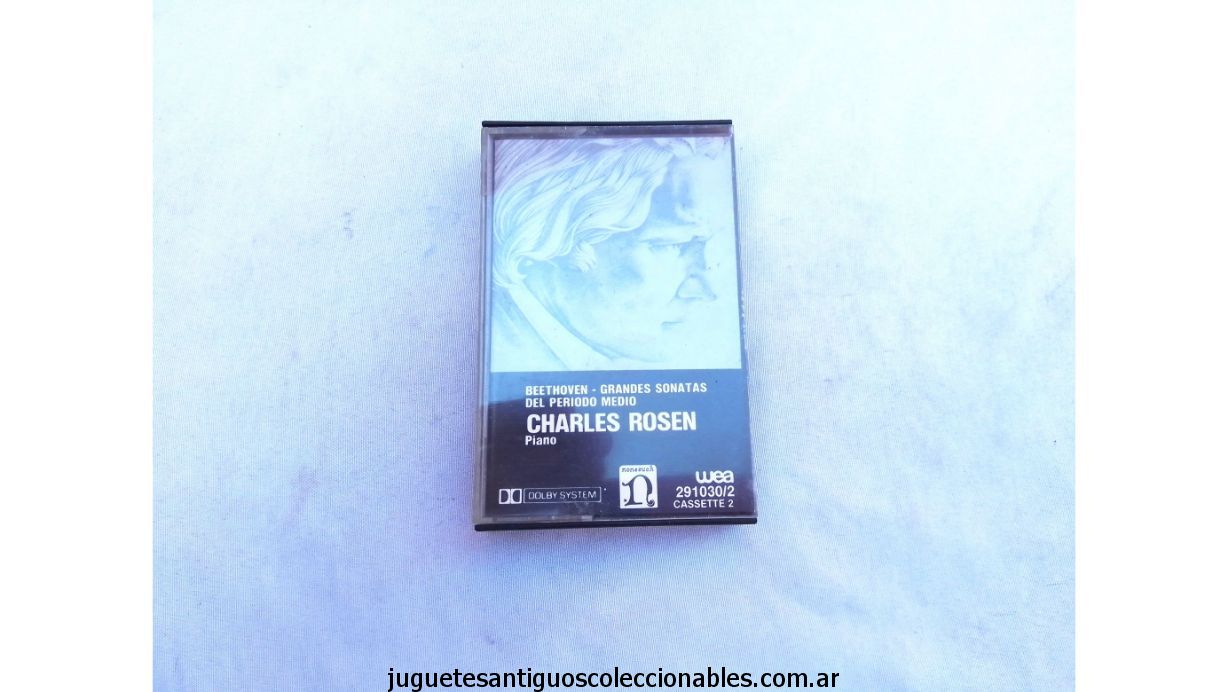 BEETHOVEN - GRANDES SONATAS
DEL PERIODO MEDIO
CHARLES ROSEN
Piano
DOLBY SYSTEM
nonesuch
n
wea
291030/2
CASSETTE 2
juguetesantiguoscoleccionables.com.ar